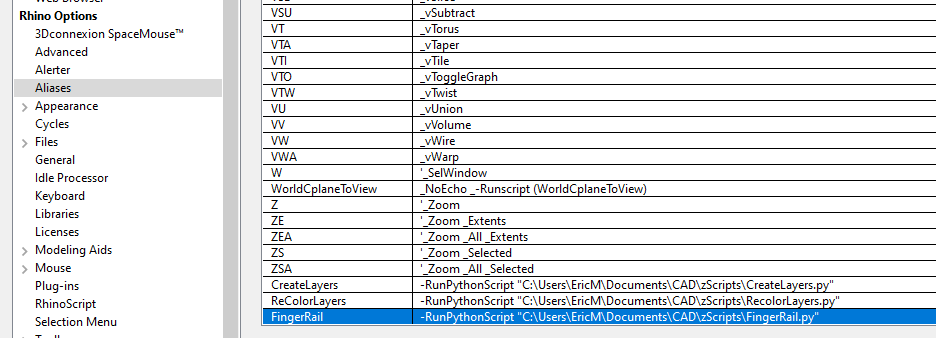 Rhino Options
3Dconnexion SpaceMouse™
Advanced
Alerter
Aliases
Appearance
Cycles
Files
General
Idle Processor
Keyboard
Libraries
Licenses
Modeling Aids
Mouse
Plug-ins
RhinoScript
Selection Menu
VSU _vSubtract
VT _vTorus
VTA _vTaper
VTI _vTile
VTO _vToggleGraph
VTW _vTwist
VU _vUnion
VV _vVolume
VW _vWire
VWA _vWarp
W '_SelWindow
WorldCplaneToView _NoEcho _-Runscript (WorldCplaneToView)
Z '_Zoom
ZE '_Zoom _Extents
ZEA '_Zoom _All _Extents
ZS '_Zoom _Selected
ZSA '_Zoom _All _Selected
CreateLayers -RunPythonScript "C:\Users\EricM\Documents\CAD\zScripts\CreateLayers.py"
ReColorLayers -RunPythonScript "C:\Users\EricM\Documents\CAD\zScripts\RecolorLayers.py"
FingerRail -RunPythonScript "C:\Users\EricM\Documents\CAD\zScripts\FingerRail.py"